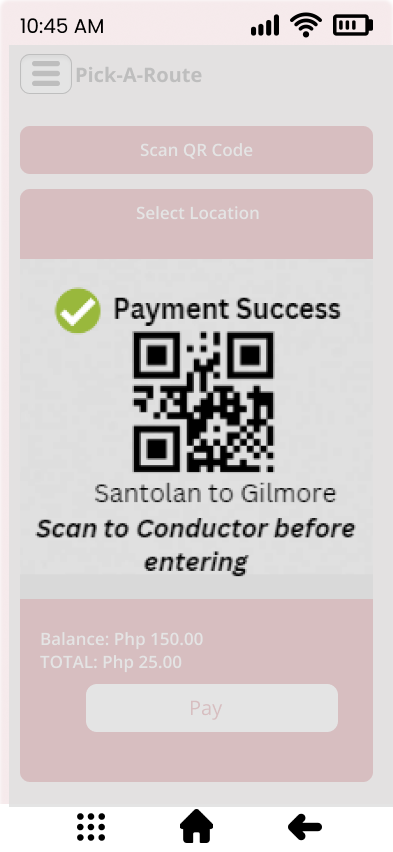 10:45 AM
Pick-A-Route
Scan QR Code
Select Location
Payment Success
Santolan to Gilmore
Scan to Conductor before
entering
Balance: Php 150.00
TOTAL: Php 25.00
Pay